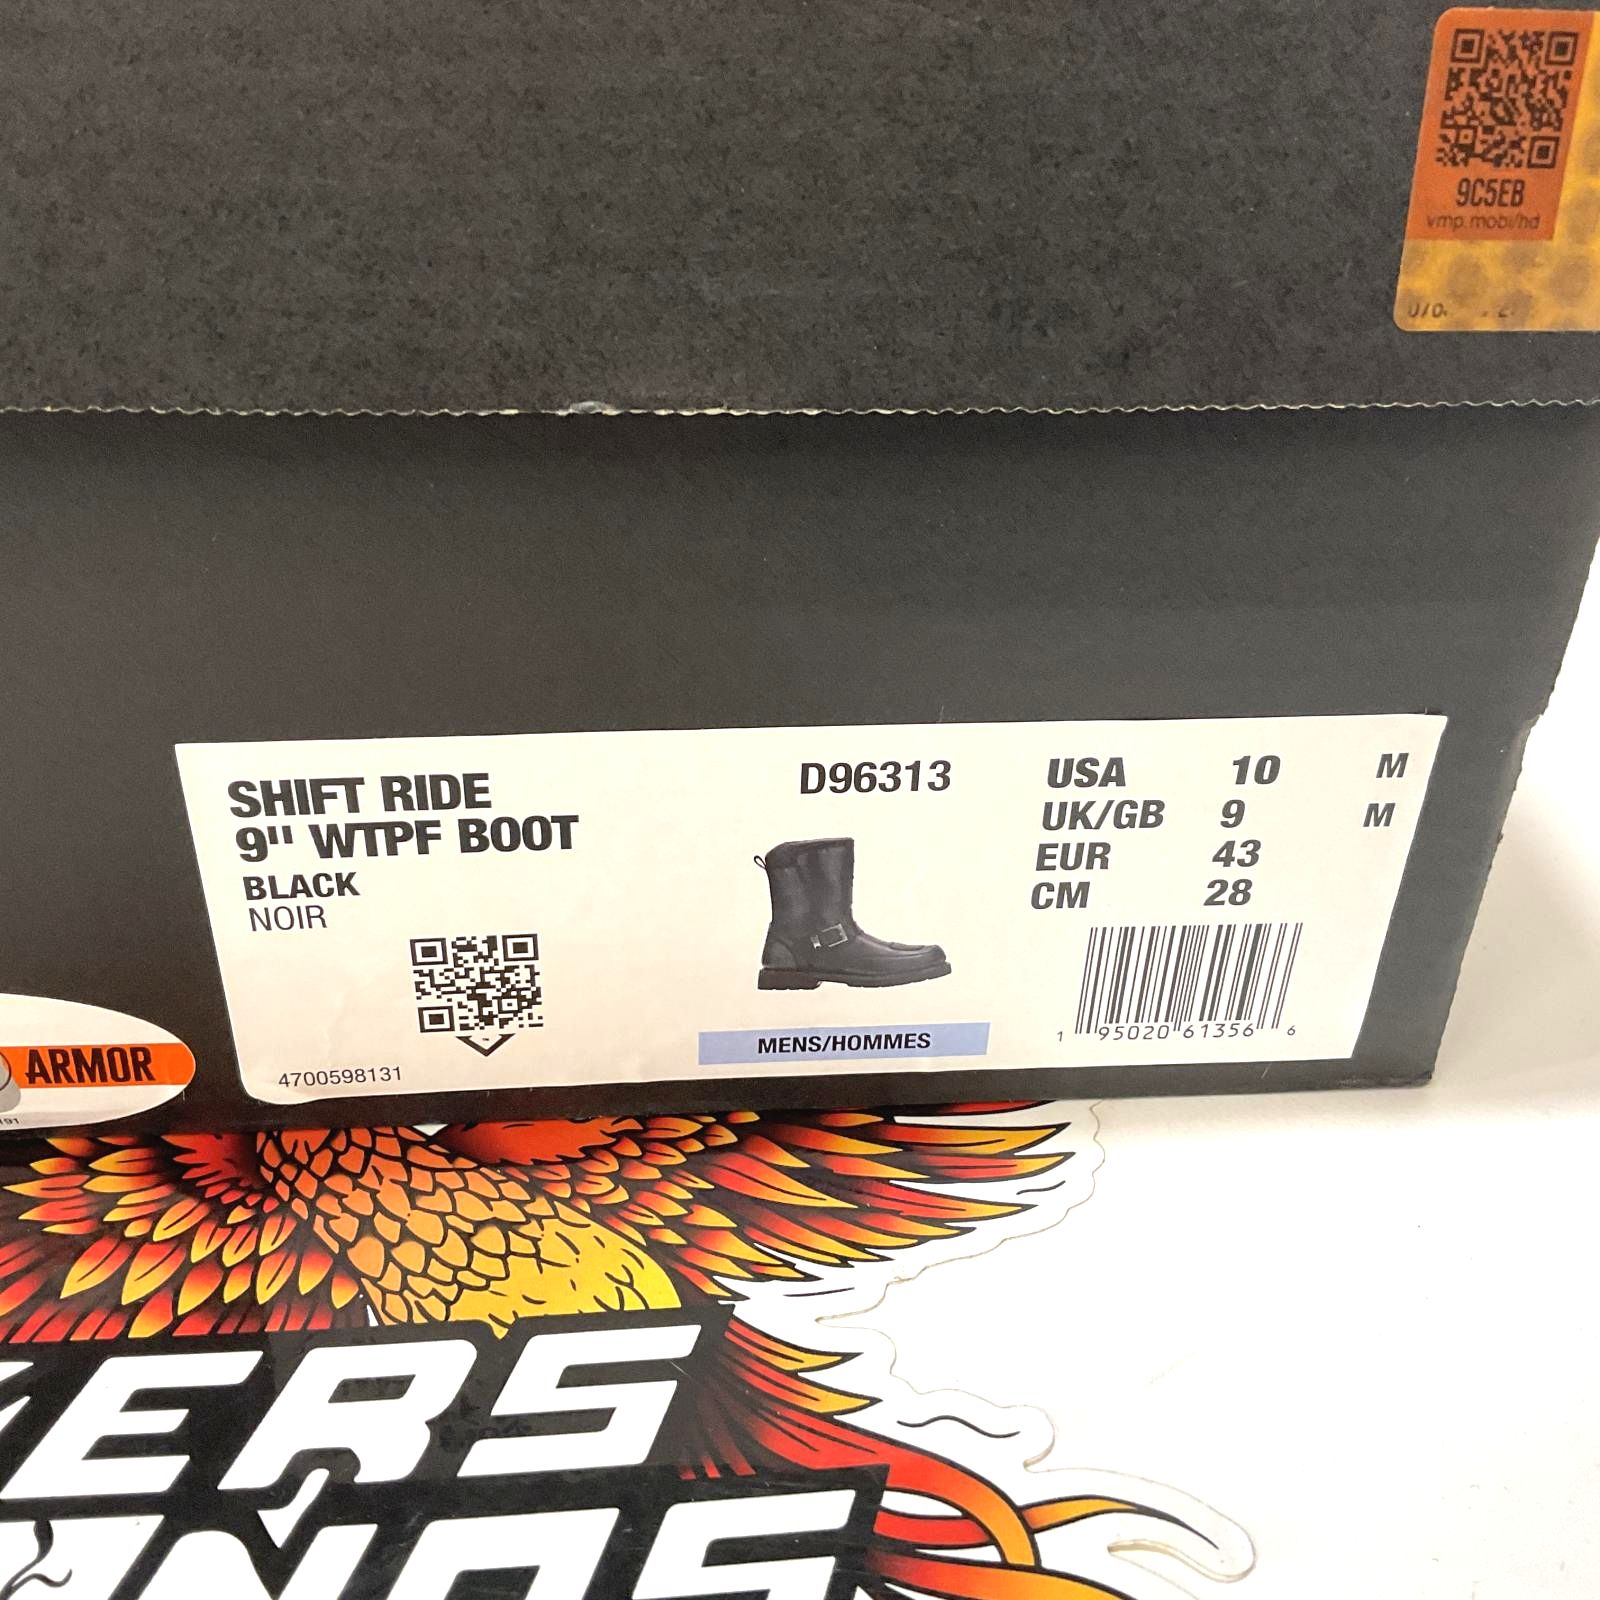 9C5EB
vmp.mobi/hd
SHIFT RIDE
9" WTPF BOOT
BLACK
NOIR
4700598131
D96313
MENS/HOMMES
USA 10 M
UK/GB 9 M
EUR 43
CM 28
1 95020 61356 6
ARMOR
ERS